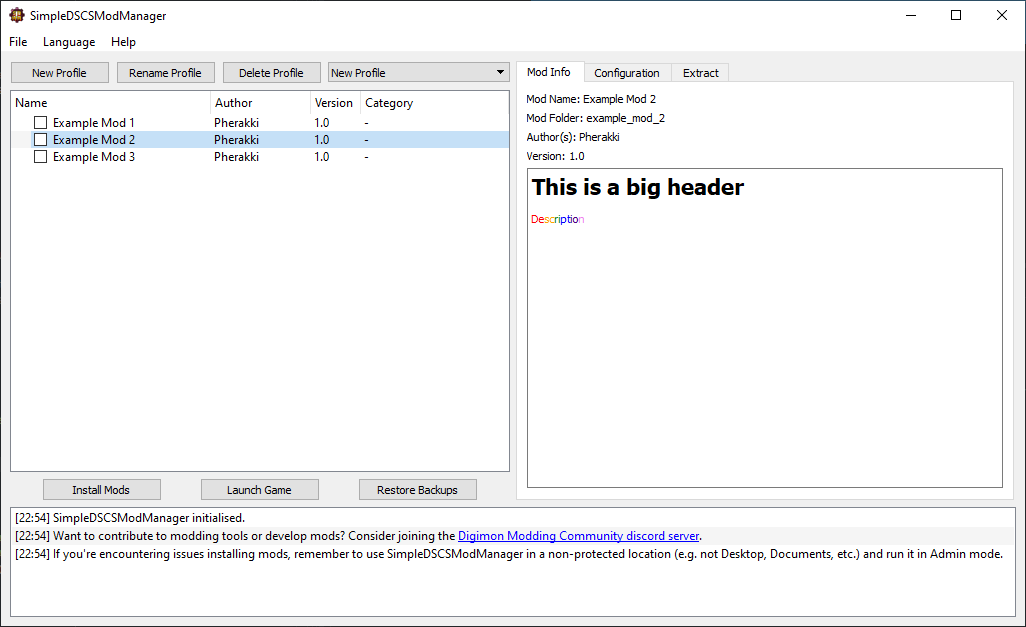 SimpleDSCSModManager
File Language Help
New Profile Rename Profile Delete Profile New Profile
Mod Info Configuration Extract
Name Author Version Category
Example Mod 1 Pherakki 1.0 -
Example Mod 2 Pherakki 1.0 -
Example Mod 3 Pherakki 1.0 -
Mod Name: Example Mod 2
Mod Folder: example_mod_2
Author(s): Pherakki
Version: 1.0
This is a big header
Description
Install Mods Launch Game Restore Backups
[22:54] SimpleDSCSModManager initialised.
[22:54] Want to contribute to modding tools or develop mods? Consider joining the Digimon Modding Community discord server.
[22:54] If you're encountering issues installing mods, remember to use SimpleDSCSModManager in a non-protected location (e.g. not Desktop, Documents, etc.) and run it in Admin mode.